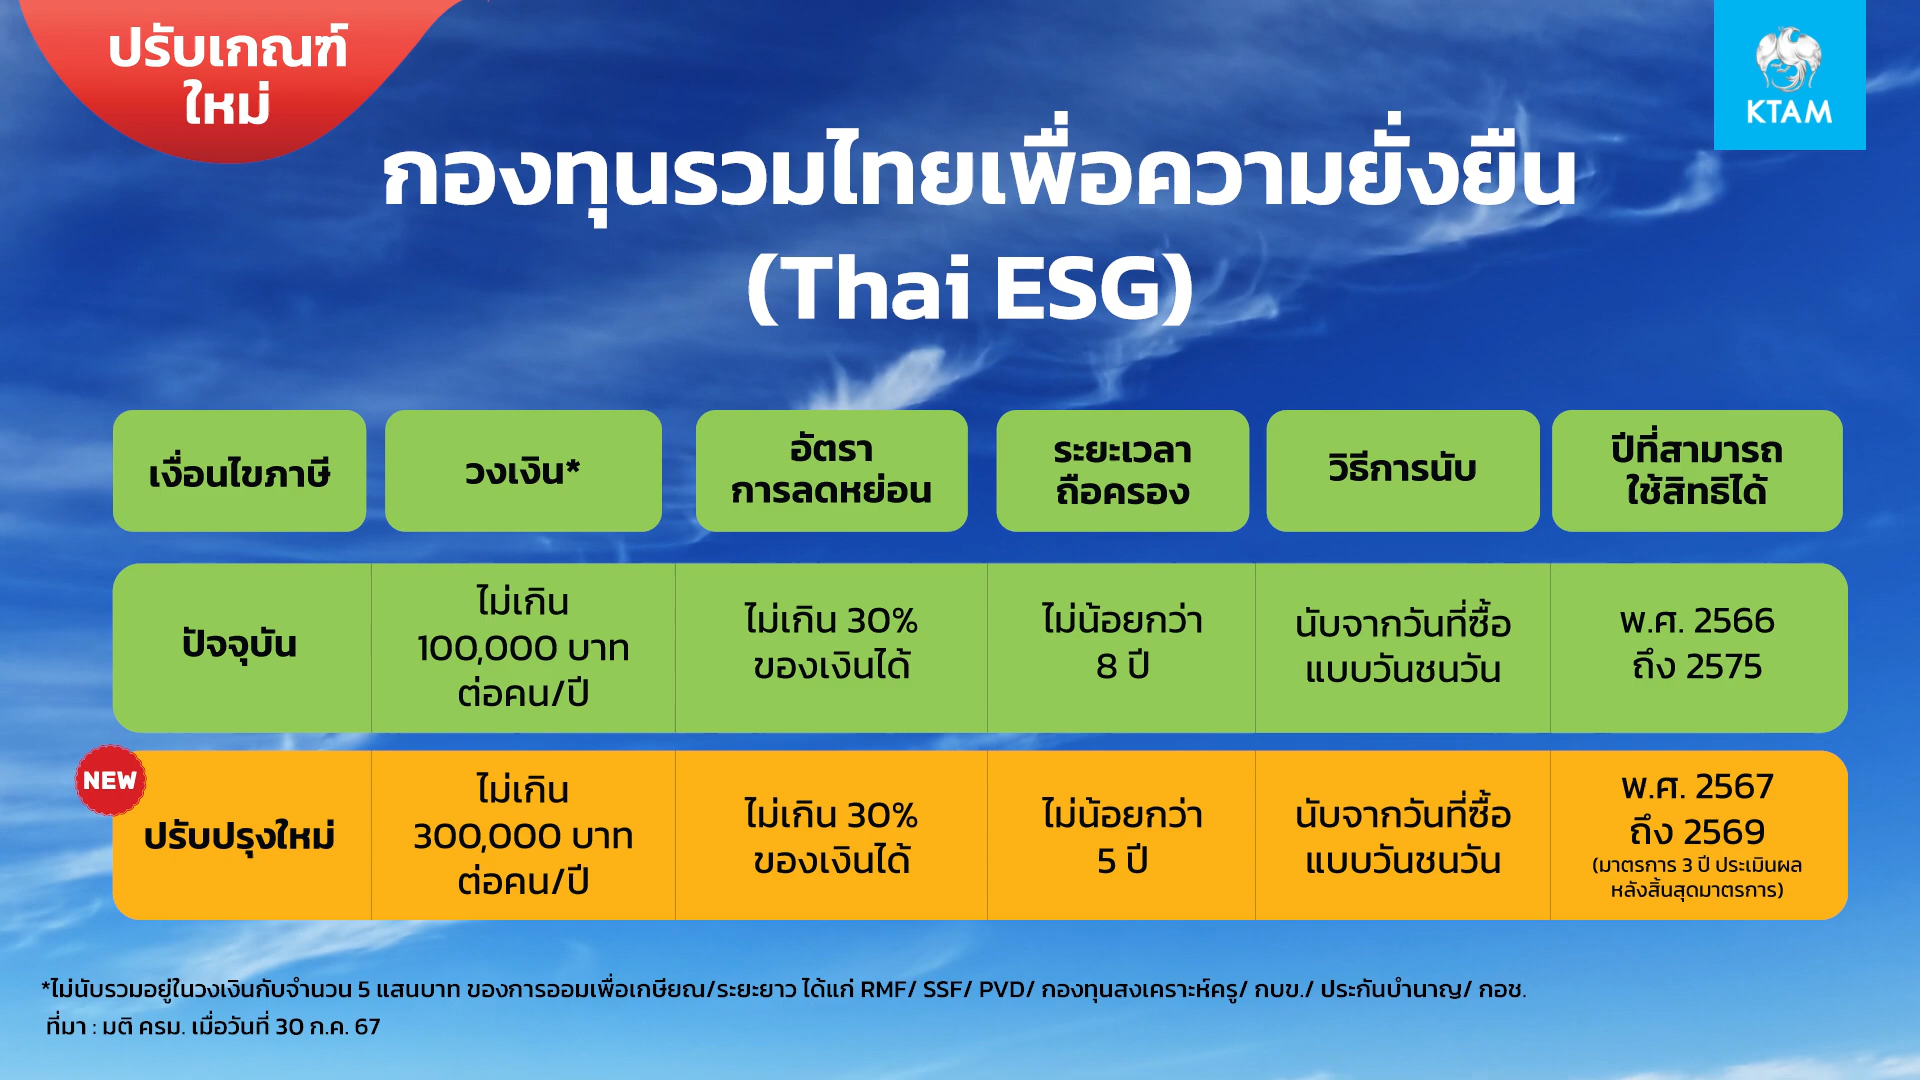 ปรับเกณฑ์
ใหม่
KTAM
กองทุนรวมไทยเพื่อความยั่งยืน
(Thai ESG)
เงื่อนไขภาษี
วงเงิน*
อัตรา
การลดหย่อน
ระยะเวลา
ถือครอง
วิธีการนับ
ปีที่สามารถ
ใช้สิทธิได้
ปัจจุบัน
ไม่เกิน
100,000 บาท
ต่อคน/ปี
ไม่เกิน 30%
ของเงินได้
ไม่น้อยกว่า
8 ปี
นับจากวันที่ซื้อ
แบบวันชนวัน
พ.ศ. 2566
ถึง 2575
NEW
ปรับปรุงใหม่
ไม่เกิน
300,000 บาท
ต่อคน/ปี
ไม่เกิน 30%
ของเงินได้
ไม่น้อยกว่า
5 ปี
นับจากวันที่ซื้อ
แบบวันชนวัน
พ.ศ. 2567
ถึง 2569
(มาตรการ 3 ปี ประเมินผล
หลังสิ้นสุดมาตรการ)
*ไม่นับรวมอยู่ในวงเงินกับจำนวน 5 แสนบาท ของการออมเพื่อเกษียณ/ระยะยาว ได้แก่ RMF/ SSF/ PVD/ กองทุนสงเคราะห์ครู/ กบข./ ประกันบำนาญ/ กอช.
ที่มา : มติ ครม. เมื่อวันที่ 30 ก.ค. 67